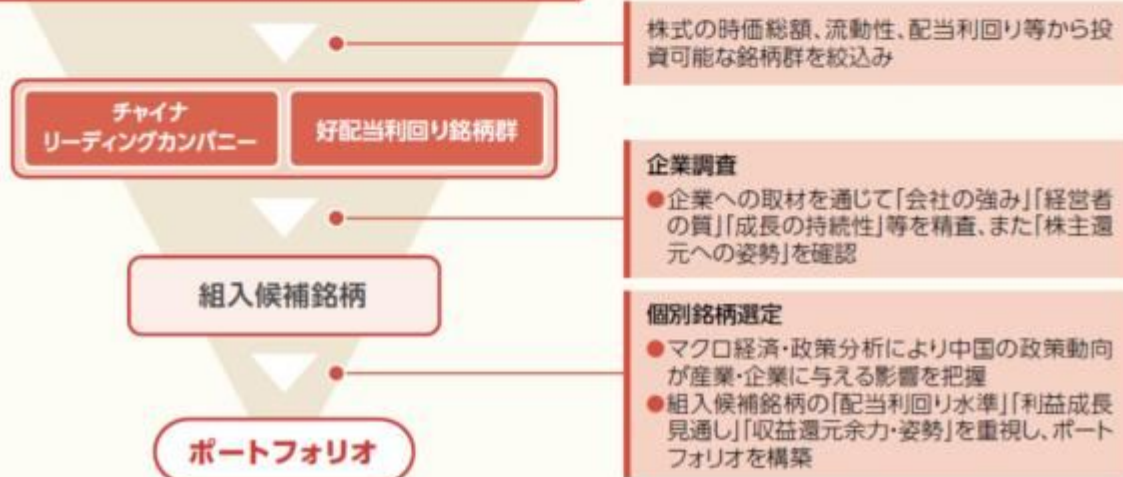 株式の時価総額、流動性、配当利回り等から投
資可能な銘柄群を絞込み
チャイナ
リーディングカンパニー
好配当利回り銘柄群
企業調査
●企業への取材を通じて「会社の強み」「経営者
の質」「成長の持続性」等を精査、また「株主還
元への姿勢」を確認
組入候補銘柄
個別銘柄選定
●マクロ経済・政策分析により中国の政策動向
が産業・企業に与える影響を把握
●組入候補銘柄の「配当利回り水準」「利益成長
見通し」「収益還元余力・姿勢」を重視し、ポート
フォリオを構築
ポートフォリオ